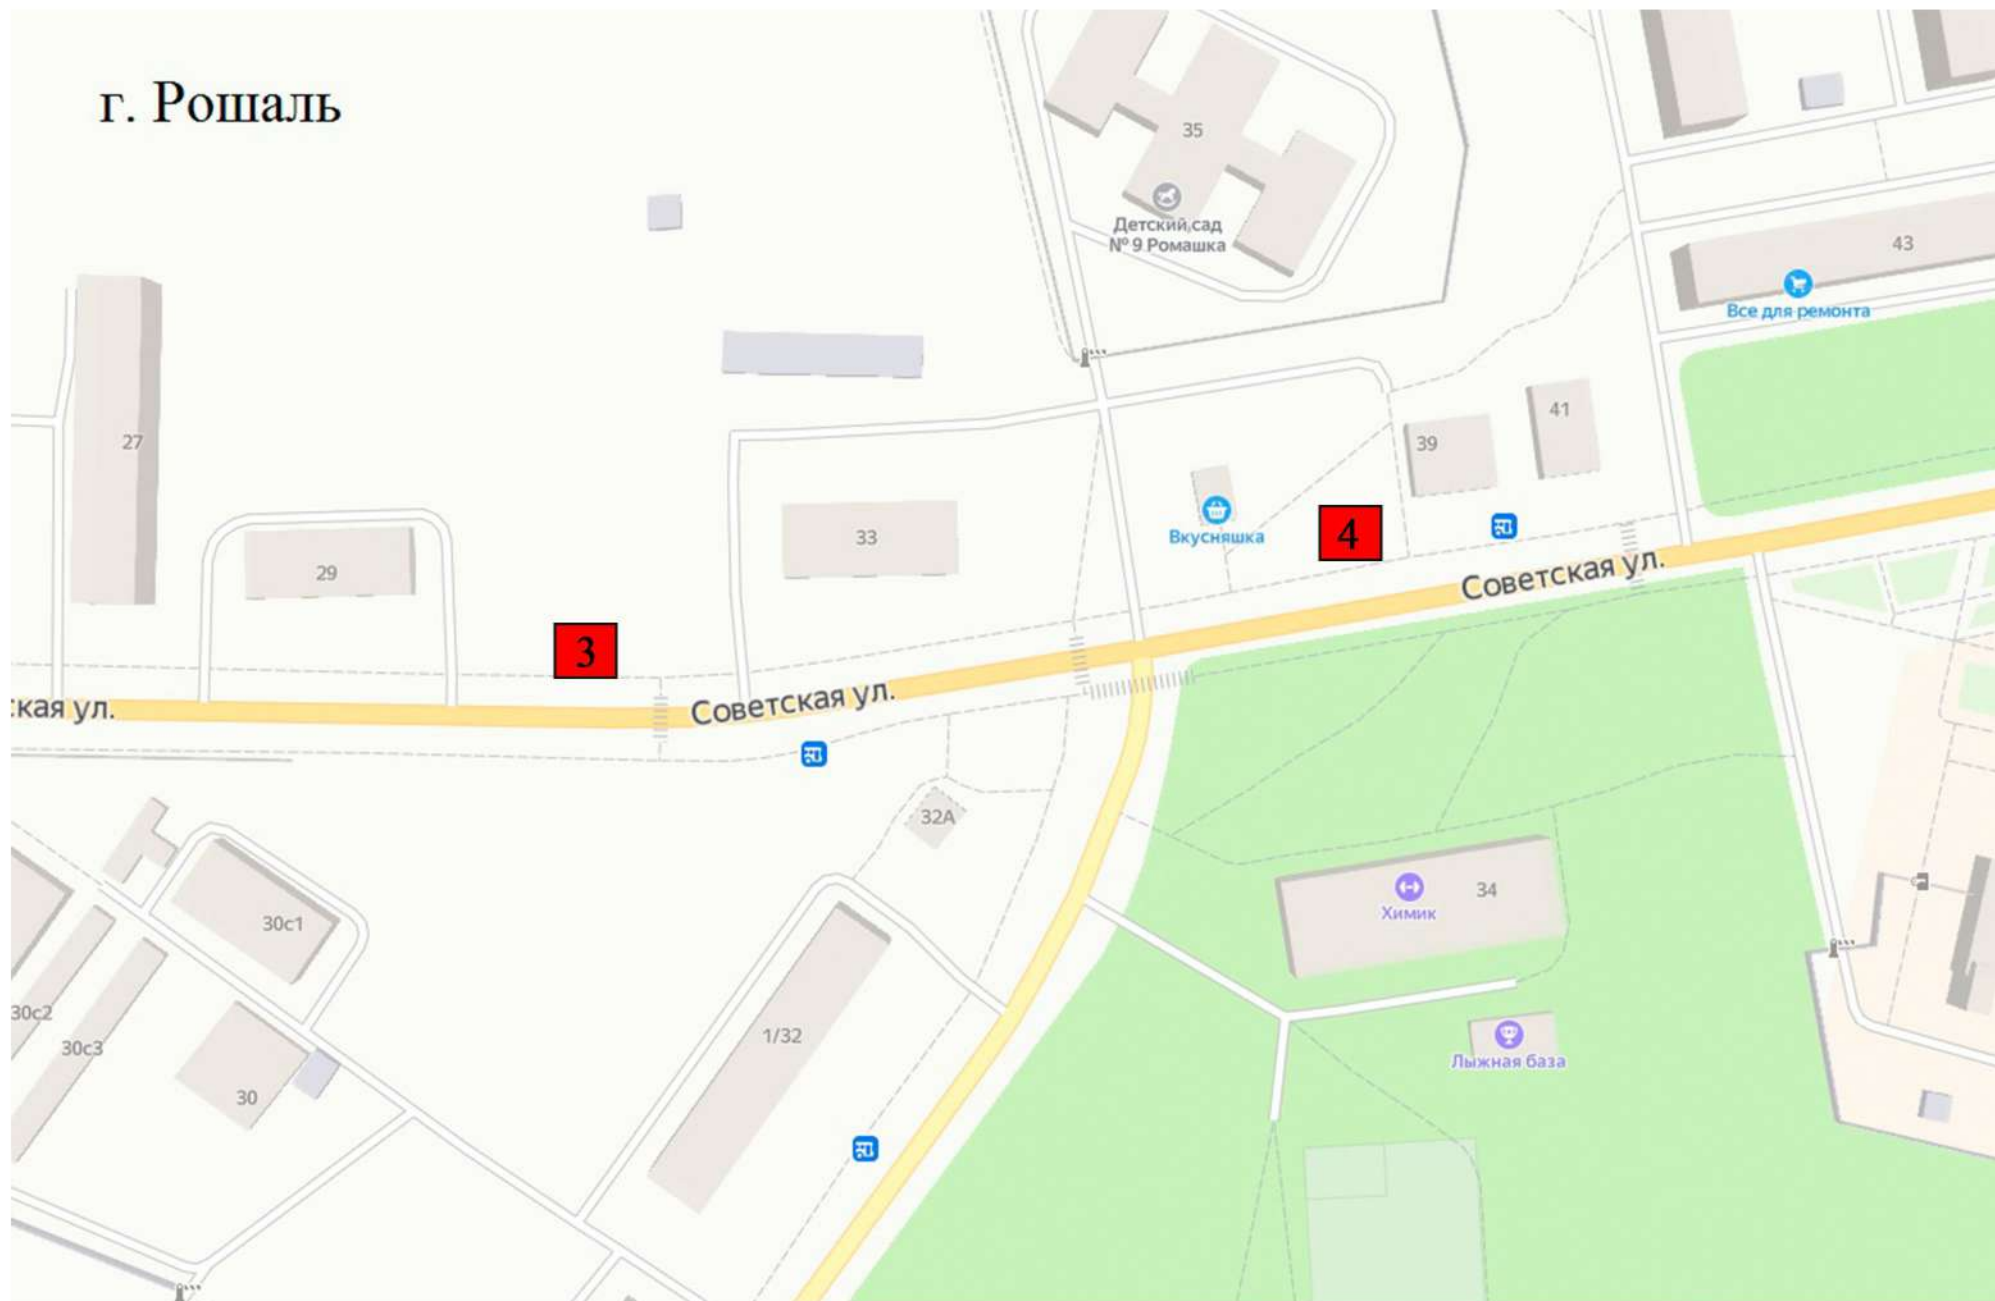 г. Рошаль
35
Детский сад
№ 9 Ромашка
43
Все для ремонта
27
41
39
33
Вкусняшка
4
29
3
Советская ул.
ская ул.
Советская ул.
32А
34
Химик
30с1
30с2
1/32
30с3
Лыжная база
30